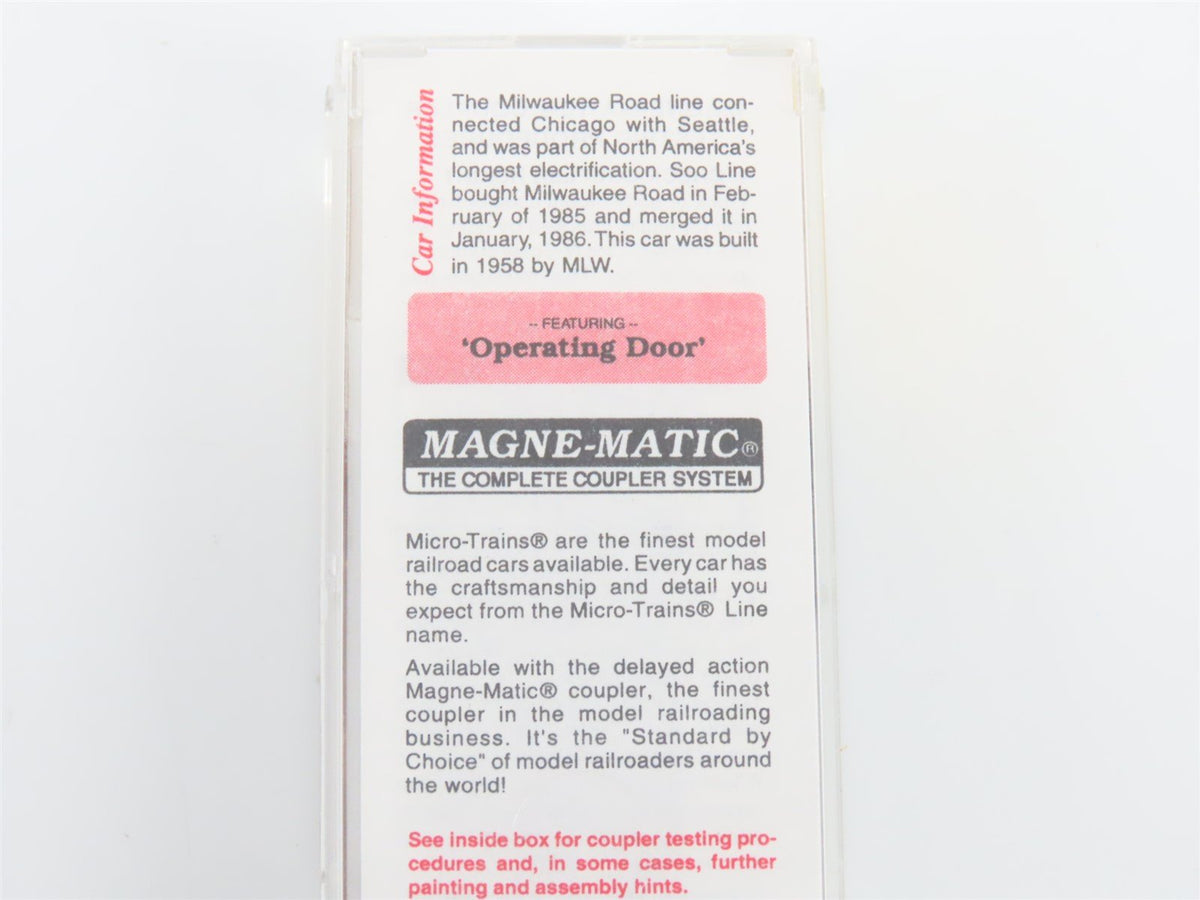 Car Information
The Milwaukee Road line con-
nected Chicago with Seattle,
and was part of North America's
longest electrification. Soo Line
bought Milwaukee Road in Feb-
ruary of 1985 and merged it in
January, 1986. This car was built
in 1958 by MLW.
-- FEATURING --
'Operating Door'
MAGNE-MATIC®
THE COMPLETE COUPLER SYSTEM
Micro-Trains® are the finest model
railroad cars available. Every car has
the craftsmanship and detail you
expect from the Micro-Trains® Line
name.
Available with the delayed action
Magne-Matic® coupler, the finest
coupler in the model railroading
business. It's the "Standard by
Choice" of model railroaders around
the world!
See inside box for coupler testing pro-
cedures and, in some cases, further
painting and assembly hints.